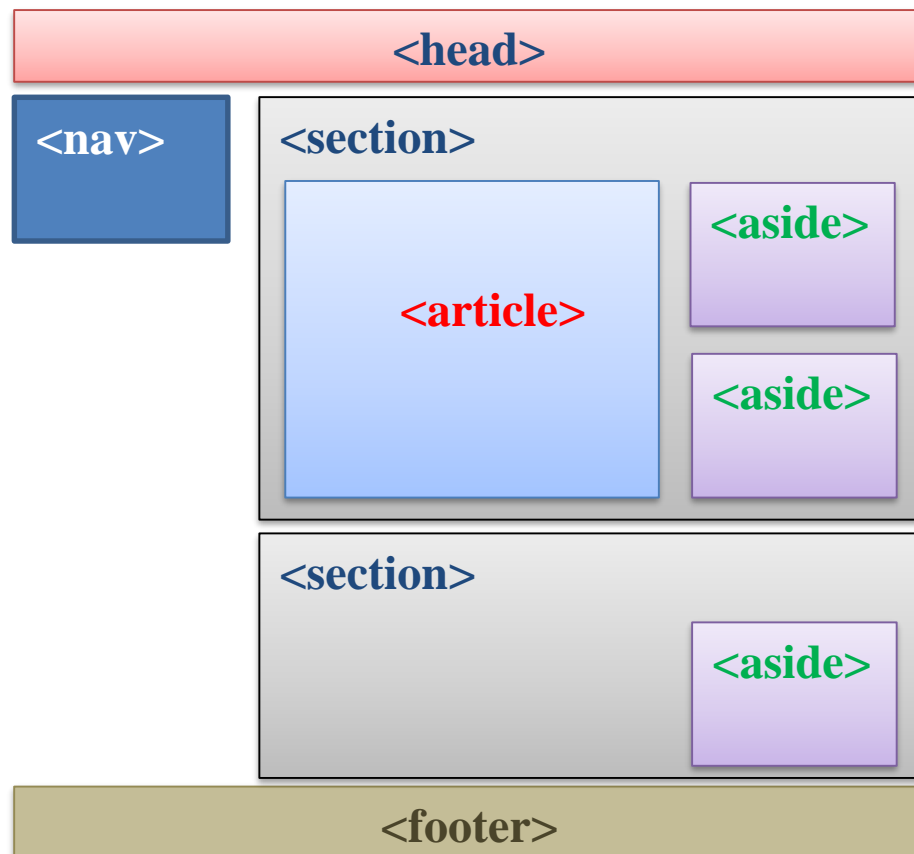 <head>
<nav>
<section>
<article>
<aside>
<aside>
<section>
<aside>
<footer>